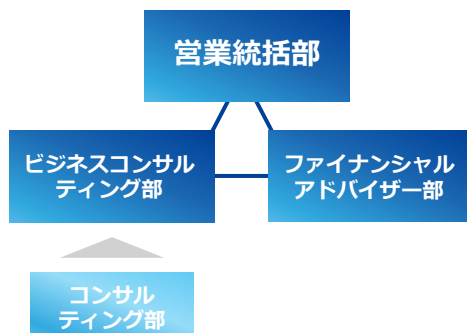 営業統括部
ビジネスコンサル
ティング部
ファイナンシャル
アドバイザー部
コンサル
ティング部